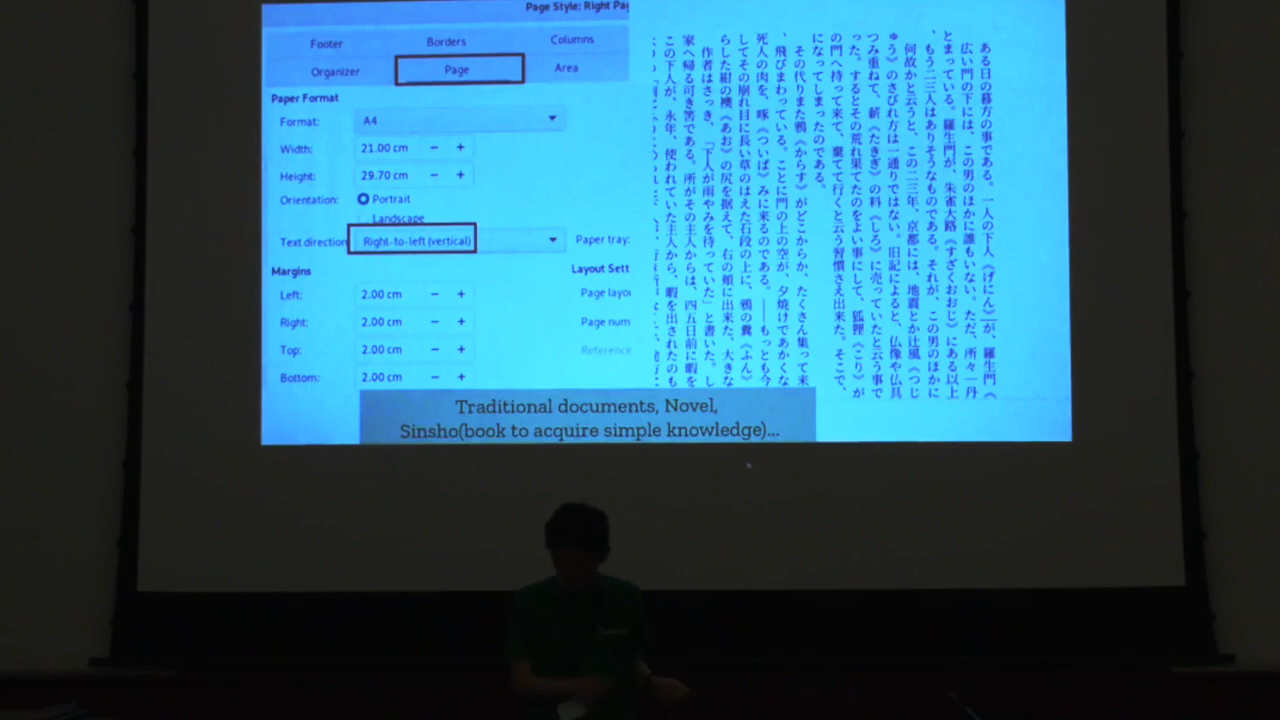 Page Style: Right Pag
Footer Borders Columns
Organizer Page Area
Paper Format
Format: A4
Width: 21.00 cm − +
Height: 29.70 cm − +
Orientation: Portrait
Landscape
Text direction Right-to-left (vertical) Paper tray:
Margins Layout Sett
Left: 2.00 cm − + Page layou
Right: 2.00 cm − + Page num
Top: 2.00 cm − + Reference
Bottom: 2.00 cm − +
ある日の暮方の事である。一人の下人《げにん》が、羅生門《
広い門の下には、この男のほかに誰もいない。ただ、所々丹
とまっている。羅生門が、朱雀大路《すざくおおじ》にある以上
、もう二三人はありそうなものである。それが、この男のほかに
何故かと云うと、この二三年、京都には、地震とか辻風《つじ
ゅう》のさびれ方は一通りではない。旧記によると、仏像や仏具
つみ重ねて、薪《たきぎ》の料《しろ》に売っていたと云う事で
った。するとその荒れ果てたのをよい事にして、狐狸《こり》が
の門へ持って来て、棄てて行くと云う習慣さえ出来た。そこで、
になってしまったのである。
その代りまた鴉《からす》がどこからか、たくさん集って来
、飛びまわっている。ことに門の上の空が、夕焼けであかくな
死人の肉を、啄《ついば》みに来るのである。――もっとも今
してその崩れ目に長い草のはえた石段の上に、鴉の糞《ふん》
らした紺の襖《あお》の尻を据えて、右の頬に出来た、大きな
作者はさっき、「下人が雨やみを待っていた」と書いた。し
家へ帰る可き筈である。所がその主人からは、四五日前に暇を
この下人が、永年、使われていた主人から、暇を出されたのも
Traditional documents, Novel,
Sinsho(book to acquire simple knowledge)...